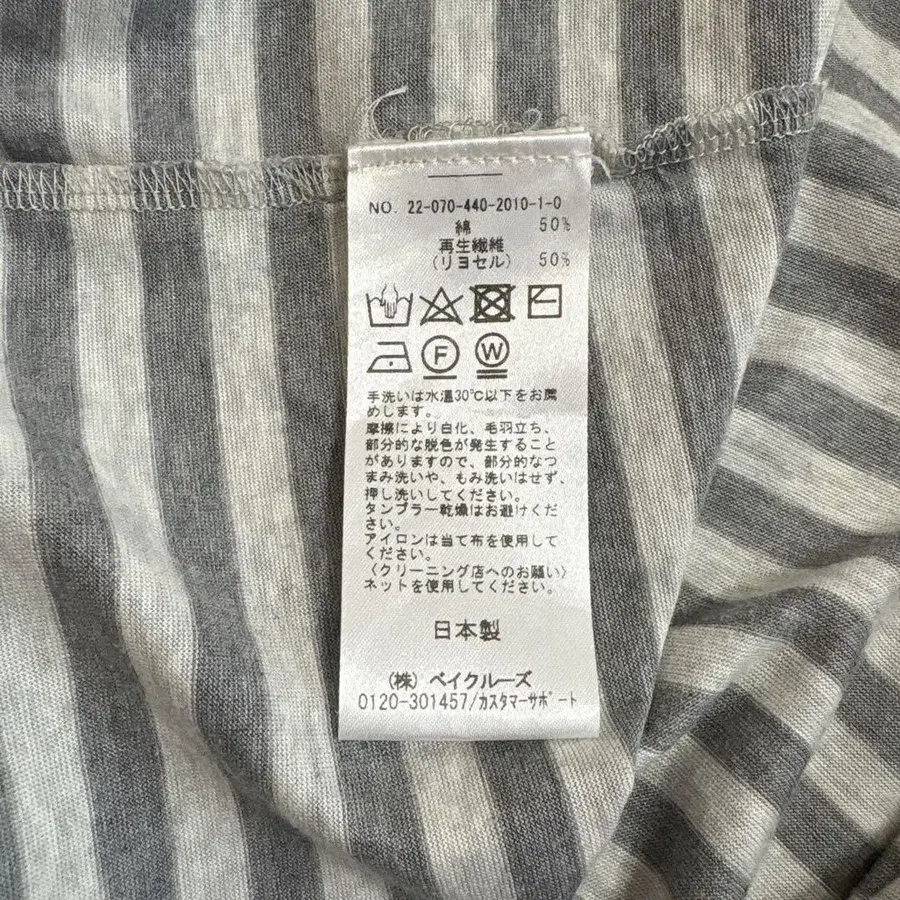 NO. 22-070-440-2010-1-0
綿 50%
再生繊維
(リヨセル) 50%
F W
手洗いは水温30℃以下をお薦
めします。
摩擦により白化、毛羽立ち、
部分的な脱色が発生すること
がありますので、部分的なつ
まみ洗いや、もみ洗いはせず、
押し洗いしてください。
タンブラー乾燥はお避けくだ
さい。
アイロンは当て布を使用して
ください。
〈クリーニング店へのお願い〉
ネットを使用してください。
日本製
(株) ベイクルーズ
0120-301457/カスタマーサポート